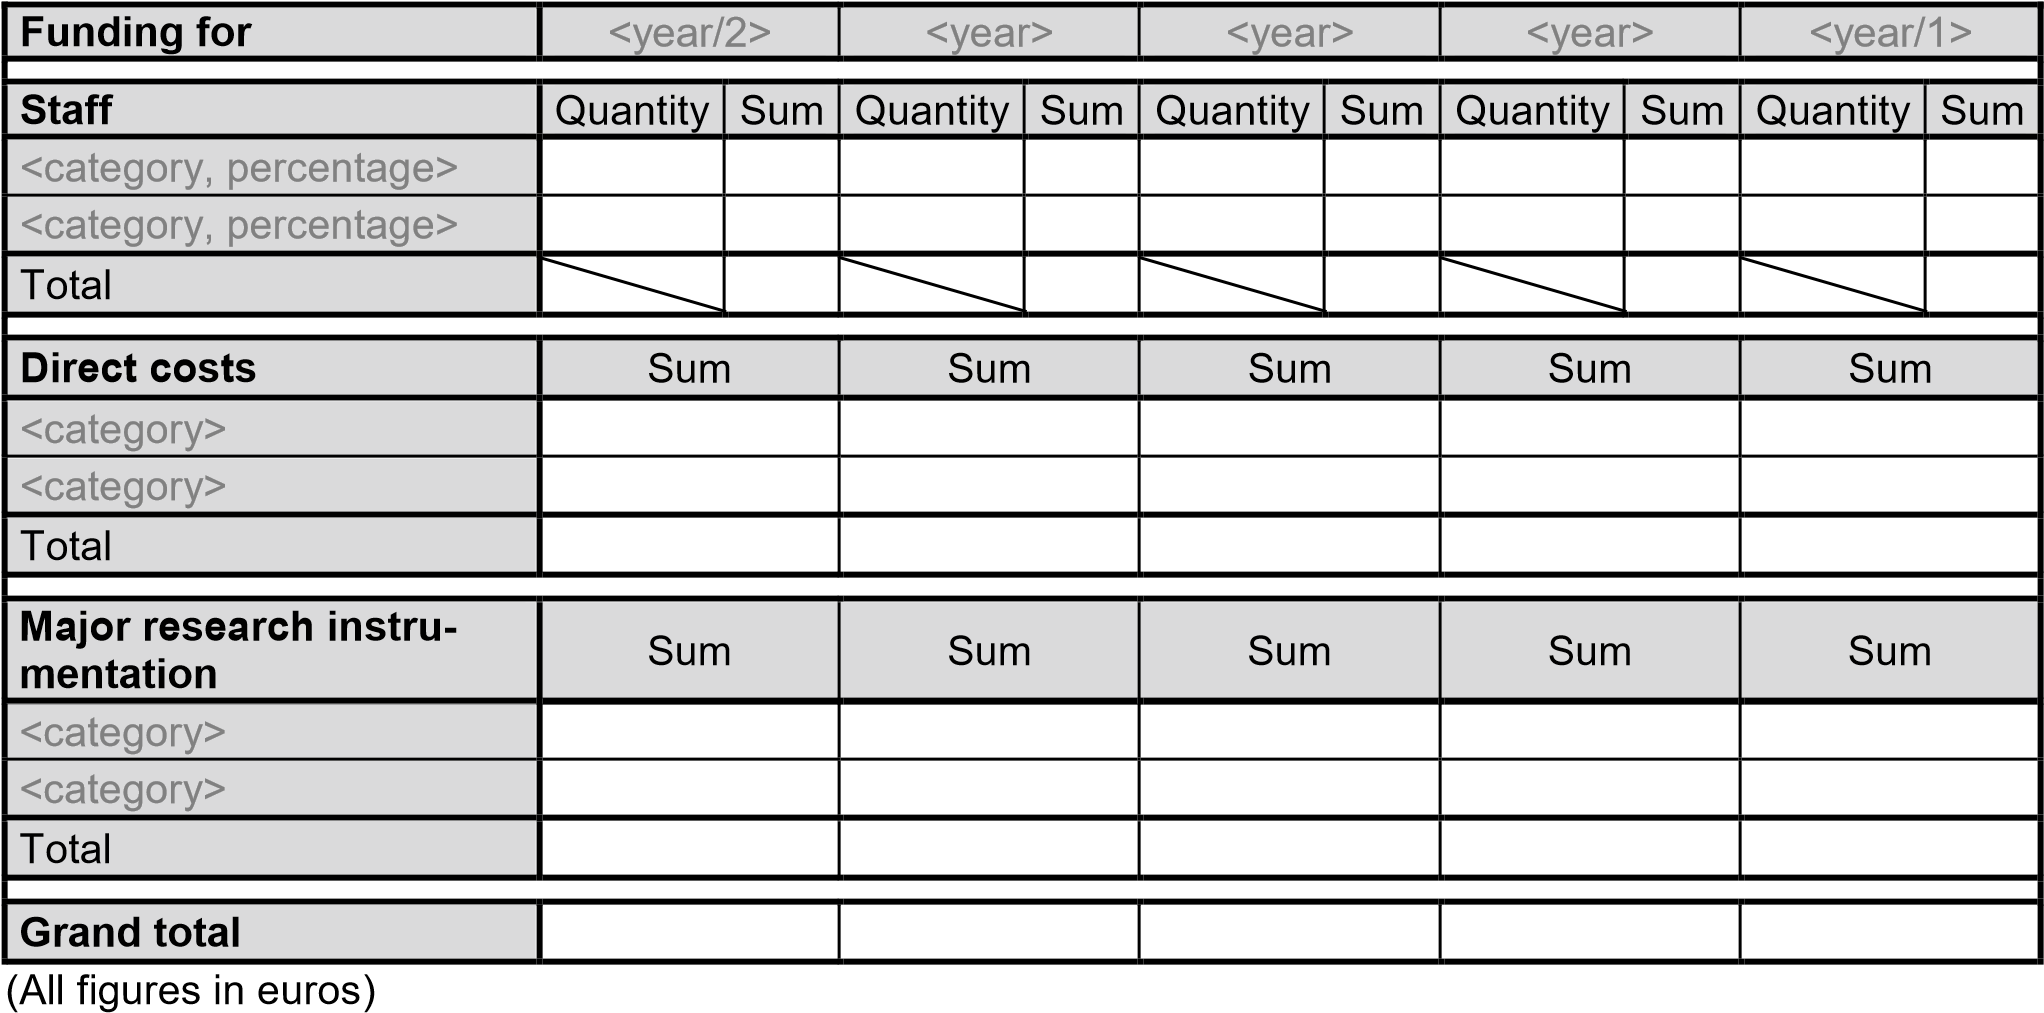 Funding for <year/2> <year> <year> <year> <year/1>
Staff Quantity Sum Quantity Sum Quantity Sum Quantity Sum Quantity Sum
<category, percentage>
<category, percentage>
Total
Direct costs Sum Sum Sum Sum Sum
<category>
<category>
Total
Major research instru-
mentation Sum Sum Sum Sum Sum
<category>
<category>
Total
Grand total
(All figures in euros)